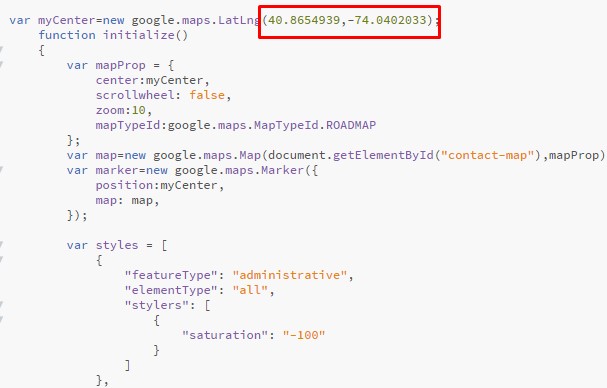 var myCenter=new google.maps.LatLng(40.8654939,-74.0402033);
function initialize()
{
var mapProp = {
center:myCenter,
scrollwheel: false,
zoom:10,
mapTypeId:google.maps.MapTypeId.ROADMAP
};
var map=new google.maps.Map(document.getElementById("contact-map"),mapProp)
var marker=new google.maps.Marker({
position:myCenter,
map: map,
});
var styles = [
{
"featureType": "administrative",
"elementType": "all",
"stylers": [
{
"saturation": "-100"
}
]
},